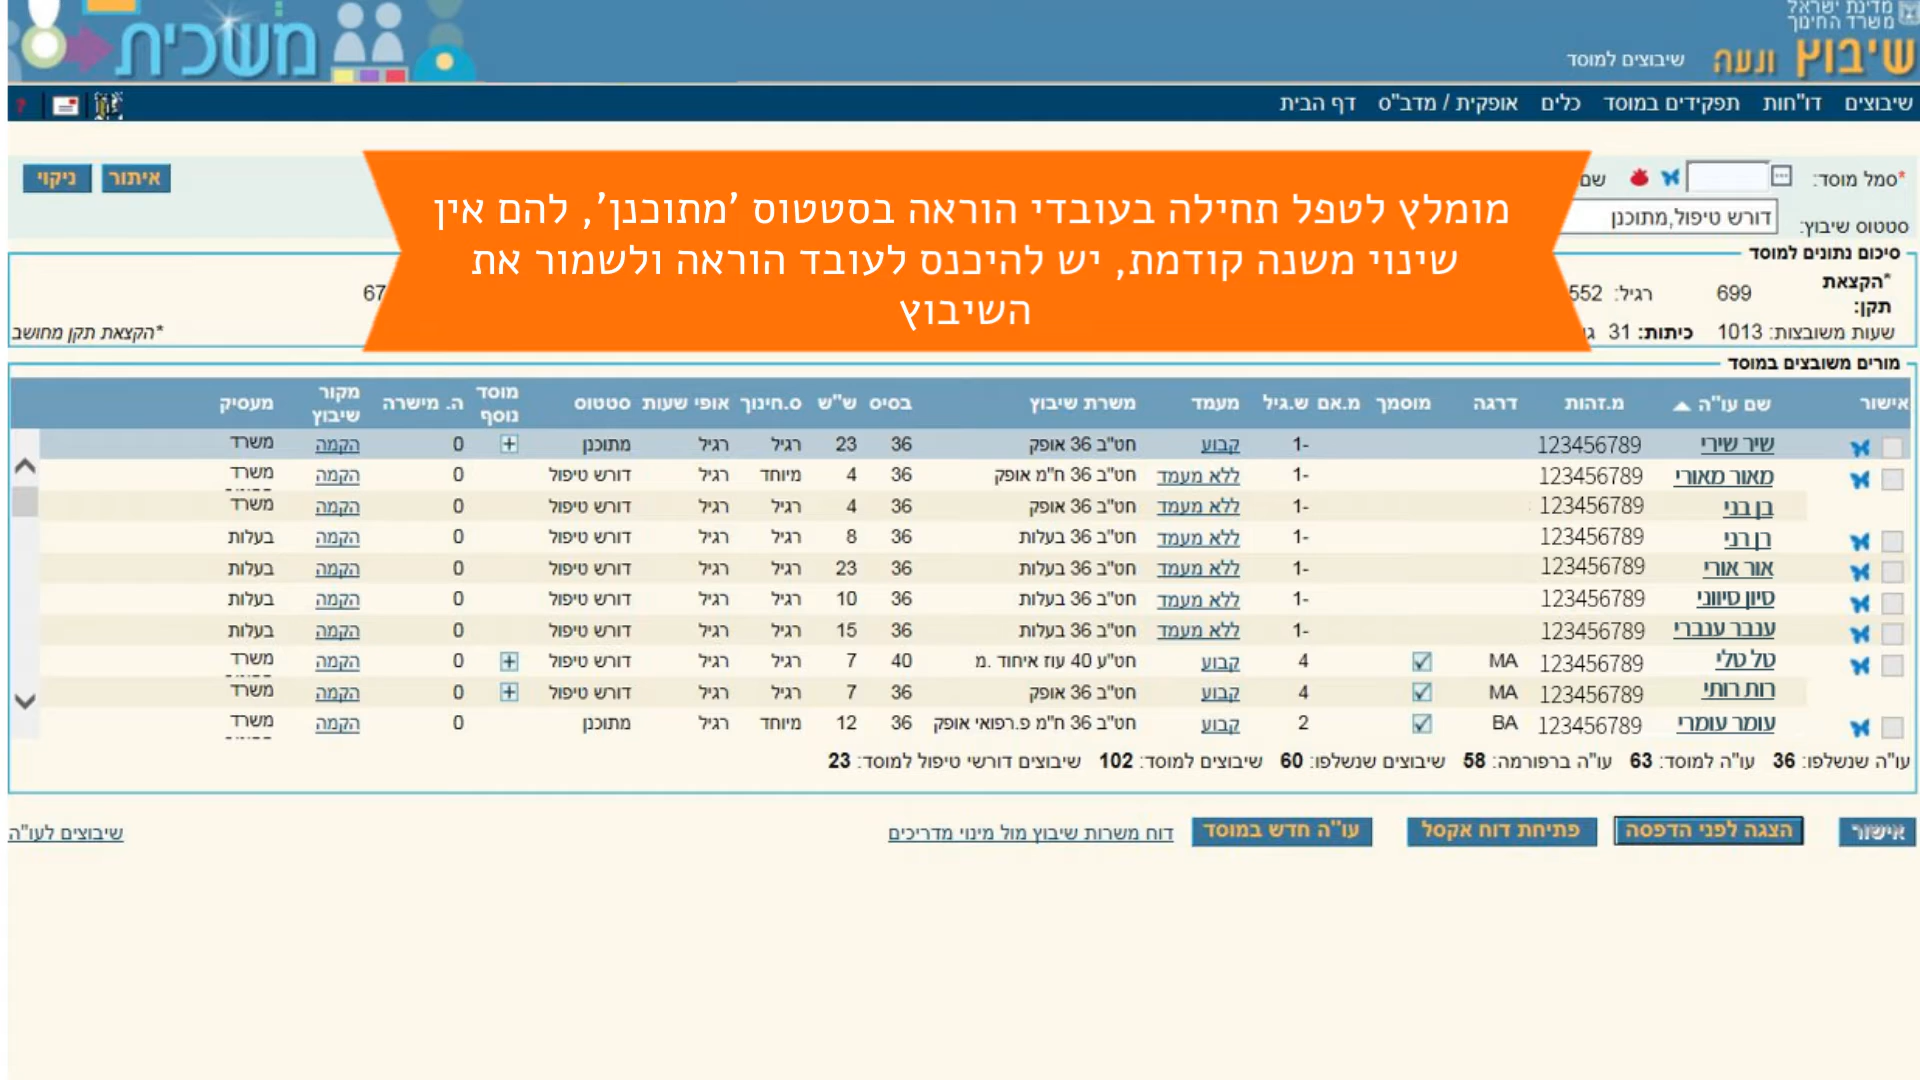 מדינת ישראל
משרד החינוך
שיבוץ ונעה שיבוצים למוסד
משכית
שיבוצים דו"חות תפקידים במוסד כלים אופקית / מדב"ס דף הבית ?
*סמל מוסד: שם איתור ניקוי
סטטוס שיבוץ: דורש טיפול,מתוכנן
מומלץ לטפל תחילה בעובדי הוראה בסטטוס 'מתוכנן', להם אין
שינוי משנה קודמת, יש להיכנס לעובד הוראה ולשמור את
השיבוץ
סיכום נתונים למוסד
*הקצאת תקן: 699 רגיל: 552 67
שעות משובצות: 1013 כיתות: 31 *הקצאת תקן מחושב
מורים משובצים במוסד
אישור שם עו"ה מ.זהות דרגה מוסמך מ.אם ש.גיל מעמד משרת שיבוץ בסיס ש"ש ס.חינוך אופי שעות סטטוס מוסד נוסף ה. מישרה מקור שיבוץ מעסיק
שיר שירי 123456789 1- קבוע חט"ב 36 אופק 36 23 רגיל רגיל מתוכנן 0 הקמה משרד
מאור מאורי 123456789 1- ללא מעמד חט"ב 36 ח"מ אופק 36 4 מיוחד רגיל דורש טיפול 0 הקמה משרד
בן בני 123456789 1- ללא מעמד חט"ב 36 אופק 36 4 רגיל רגיל דורש טיפול 0 הקמה משרד
רן רני 123456789 1- ללא מעמד חט"ב 36 בעלות 36 8 רגיל רגיל דורש טיפול 0 הקמה בעלות
אור אורי 123456789 1- ללא מעמד חט"ב 36 בעלות 36 23 רגיל רגיל דורש טיפול 0 הקמה בעלות
סיון סיווני 123456789 1- ללא מעמד חט"ב 36 בעלות 36 10 רגיל רגיל דורש טיפול 0 הקמה בעלות
ענבר ענברי 123456789 1- ללא מעמד חט"ב 36 בעלות 36 15 רגיל רגיל דורש טיפול 0 הקמה בעלות
טל טלי 123456789 MA 4 קבוע חט"ע 40 עוז איחוד .מ 40 7 רגיל רגיל דורש טיפול 0 הקמה משרד
רות רותי 123456789 MA 4 קבוע חט"ב 36 אופק 36 7 רגיל רגיל דורש טיפול 0 הקמה משרד
עומר עומרי 123456789 BA 2 קבוע חט"ב 36 ח"מ פ.רפואי אופק 36 12 מיוחד רגיל מתוכנן 0 הקמה משרד
עו"ה שנשלפו: 36 עו"ה למוסד: 63 עו"ה ברפורמה: 58 שיבוצים שנשלפו: 60 שיבוצים למוסד: 102 שיבוצים דורשי טיפול למוסד: 23
אישור הצגה לפני הדפסה פתיחת דוח אקסל עו"ה חדש במוסד דוח משרות שיבוץ מול מינוי מדריכים שיבוצים לעו"ה